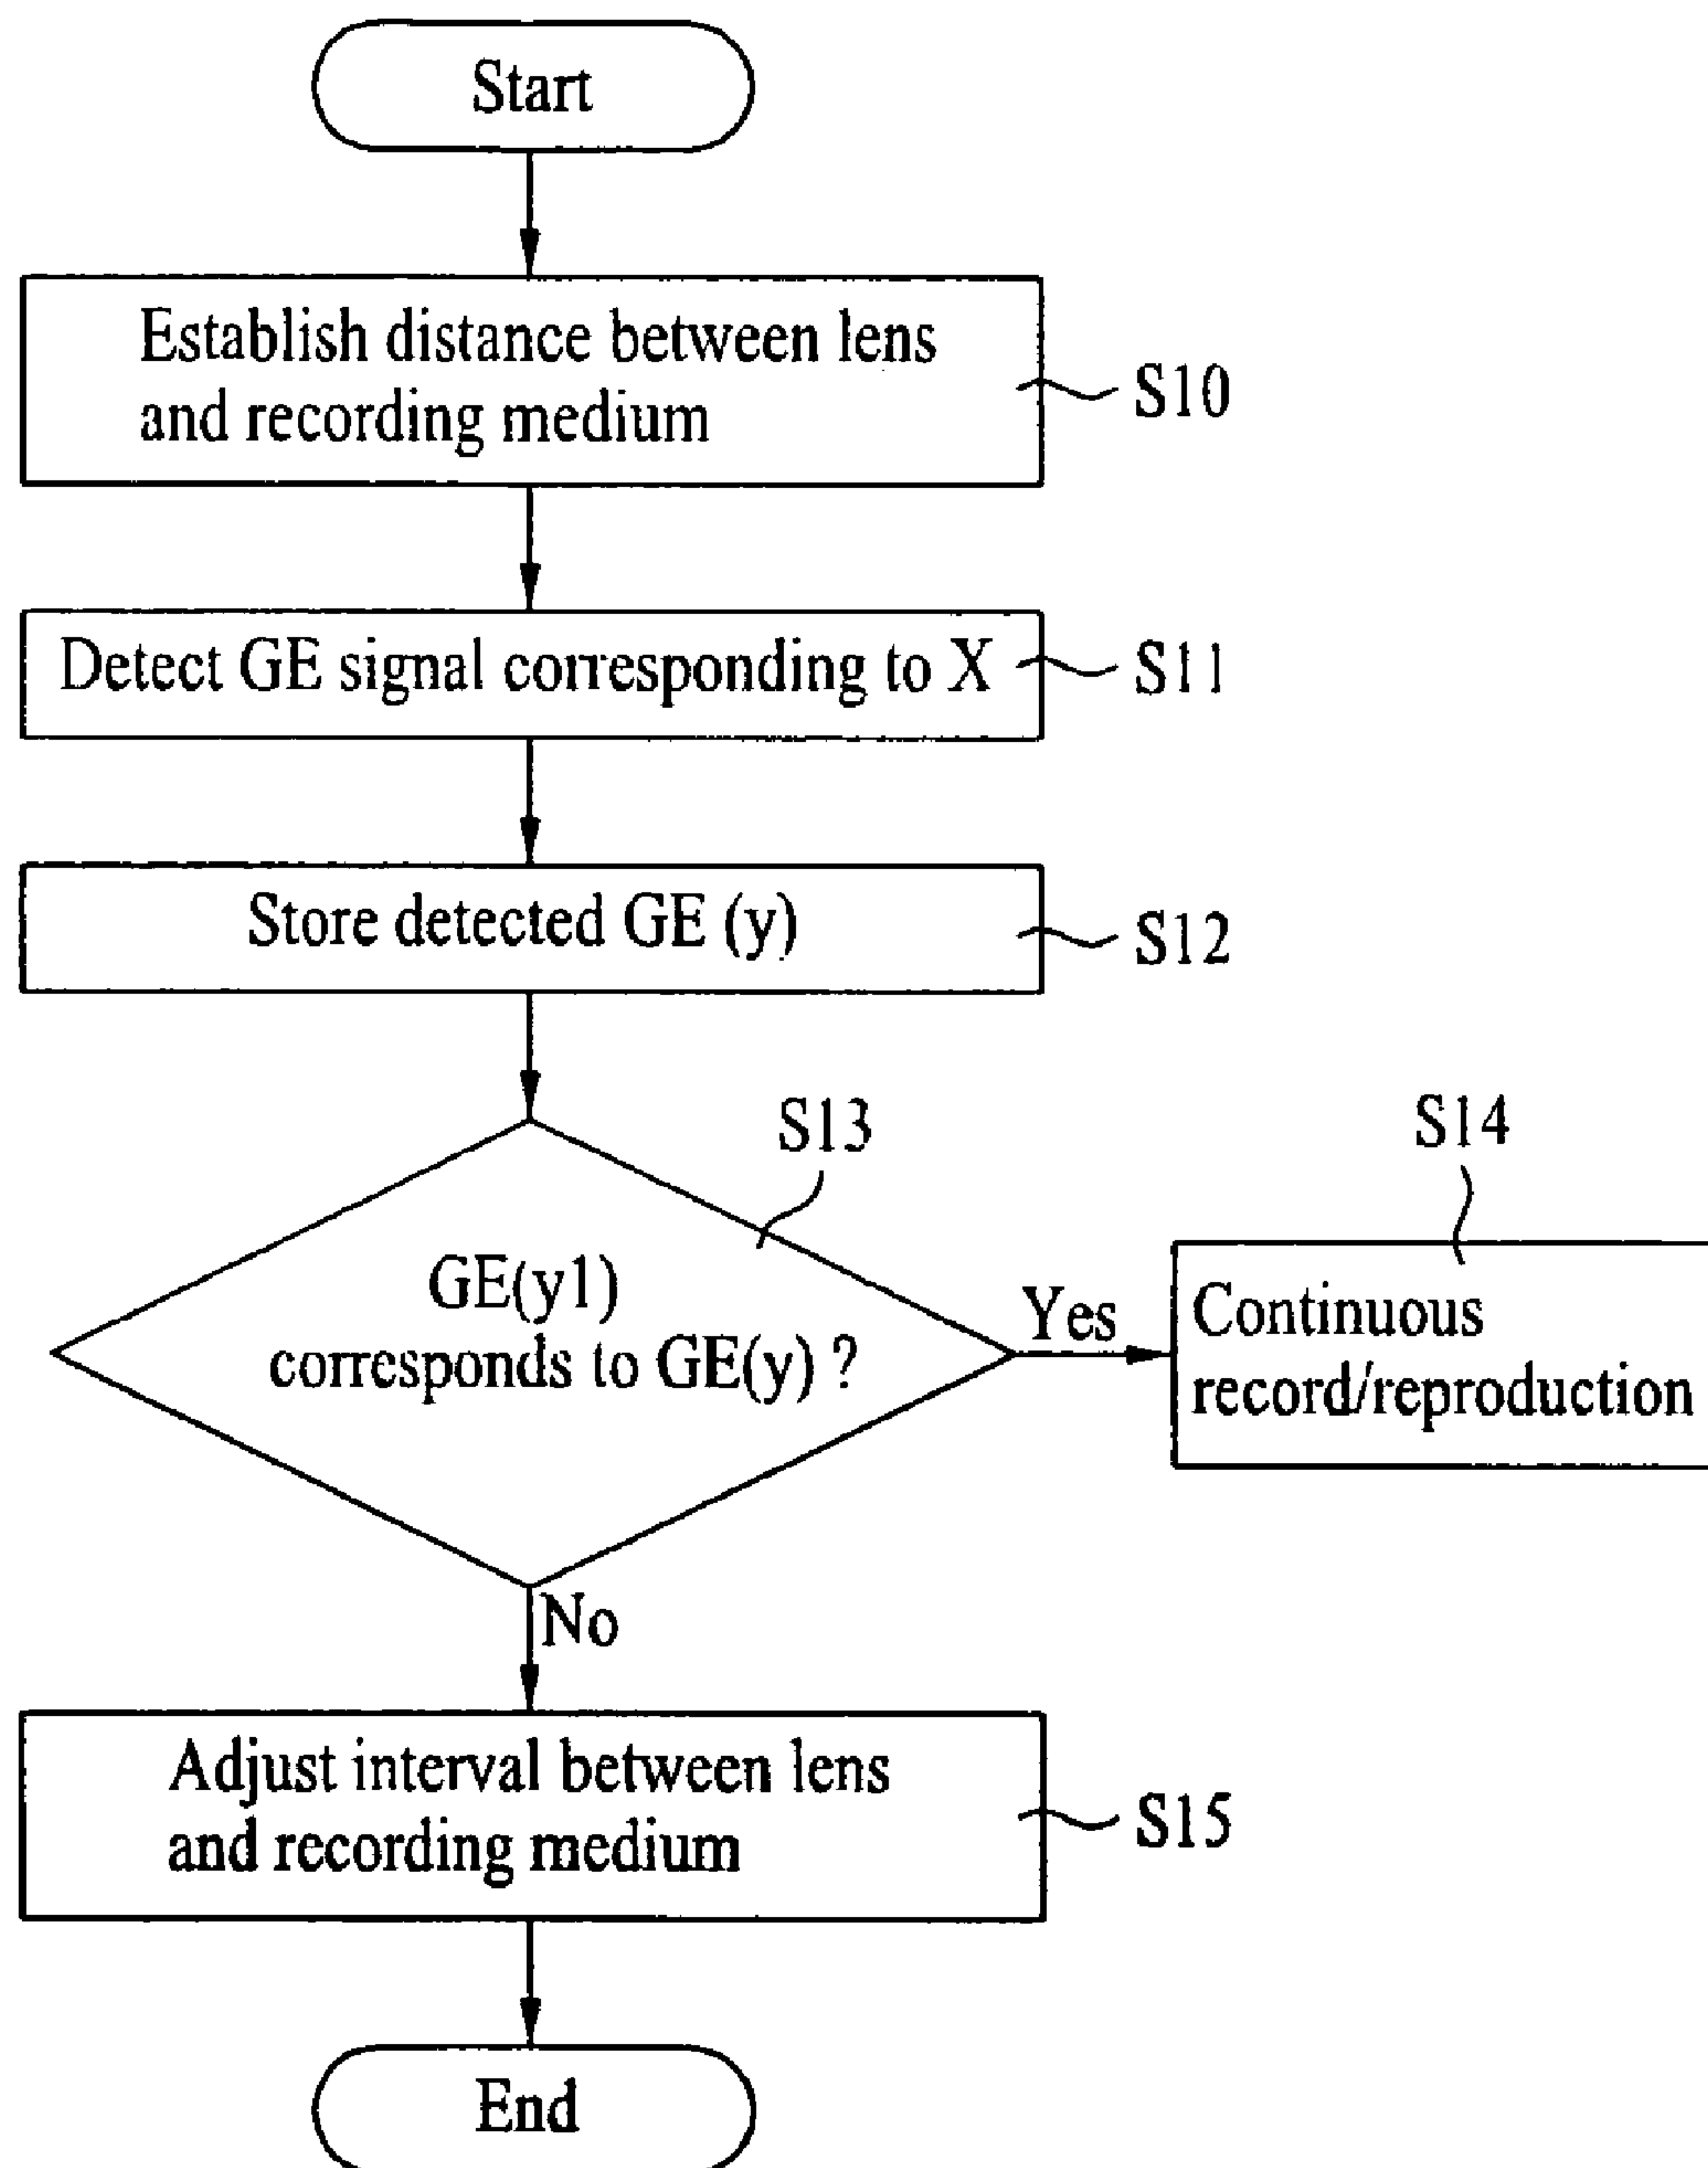 Start
Establish distance between lens
and recording medium
S10
Detect GE signal corresponding to X
S11
Store detected GE (y)
S12
S13
GE(y1)
corresponds to GE(y) ?
Yes
S14
Continuous
record/reproduction
No
Adjust interval between lens
and recording medium
S15
End